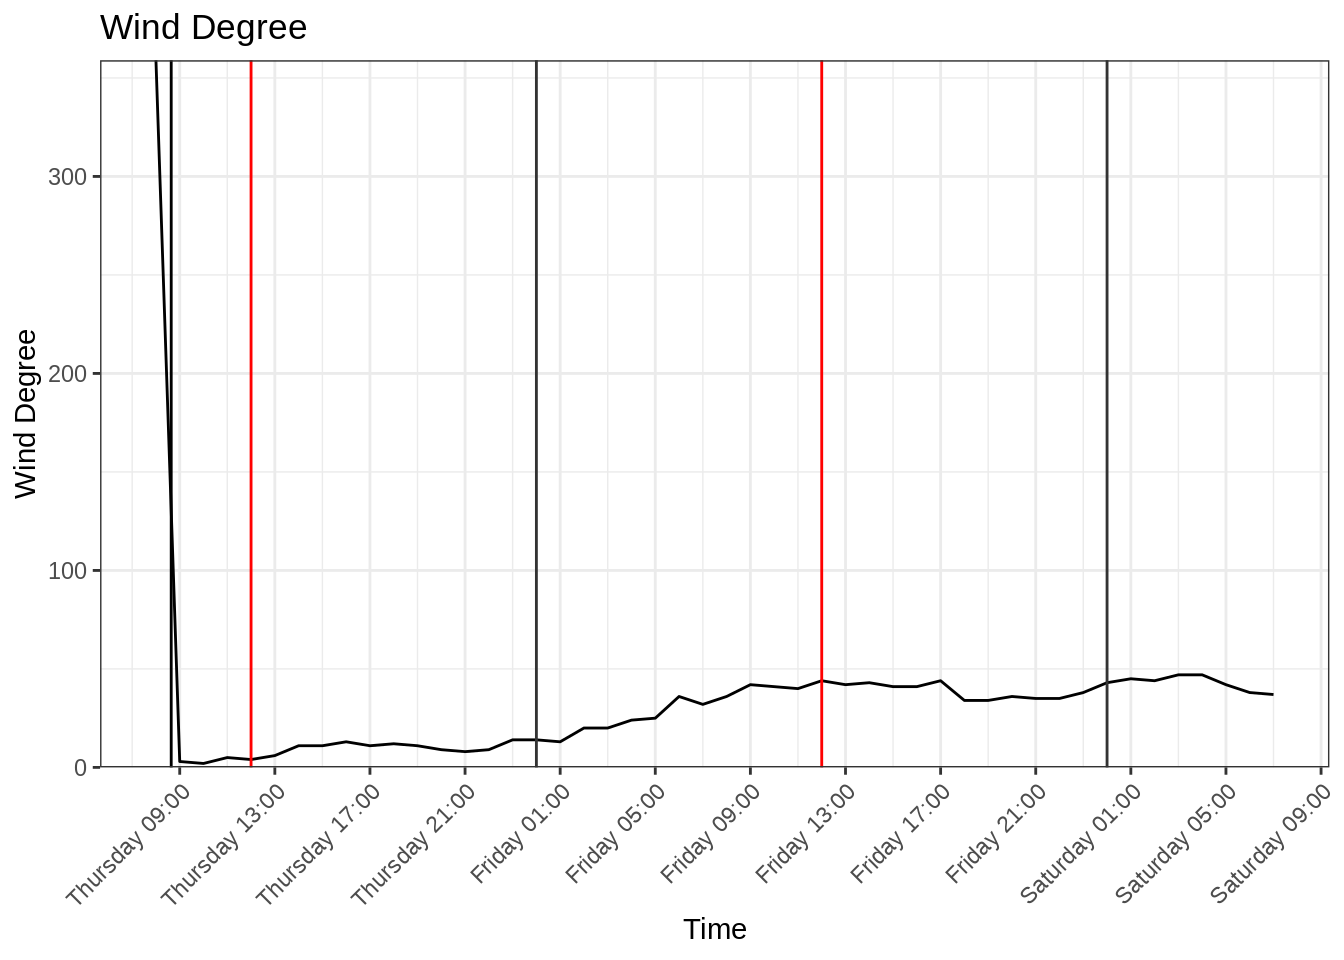 Wind Degree
Wind Degree
300
200
100
0
Thursday 09:00
Thursday 13:00
Thursday 17:00
Thursday 21:00
Friday 01:00
Friday 05:00
Friday 09:00
Friday 13:00
Friday 17:00
Friday 21:00
Saturday 01:00
Saturday 05:00
Saturday 09:00
Time